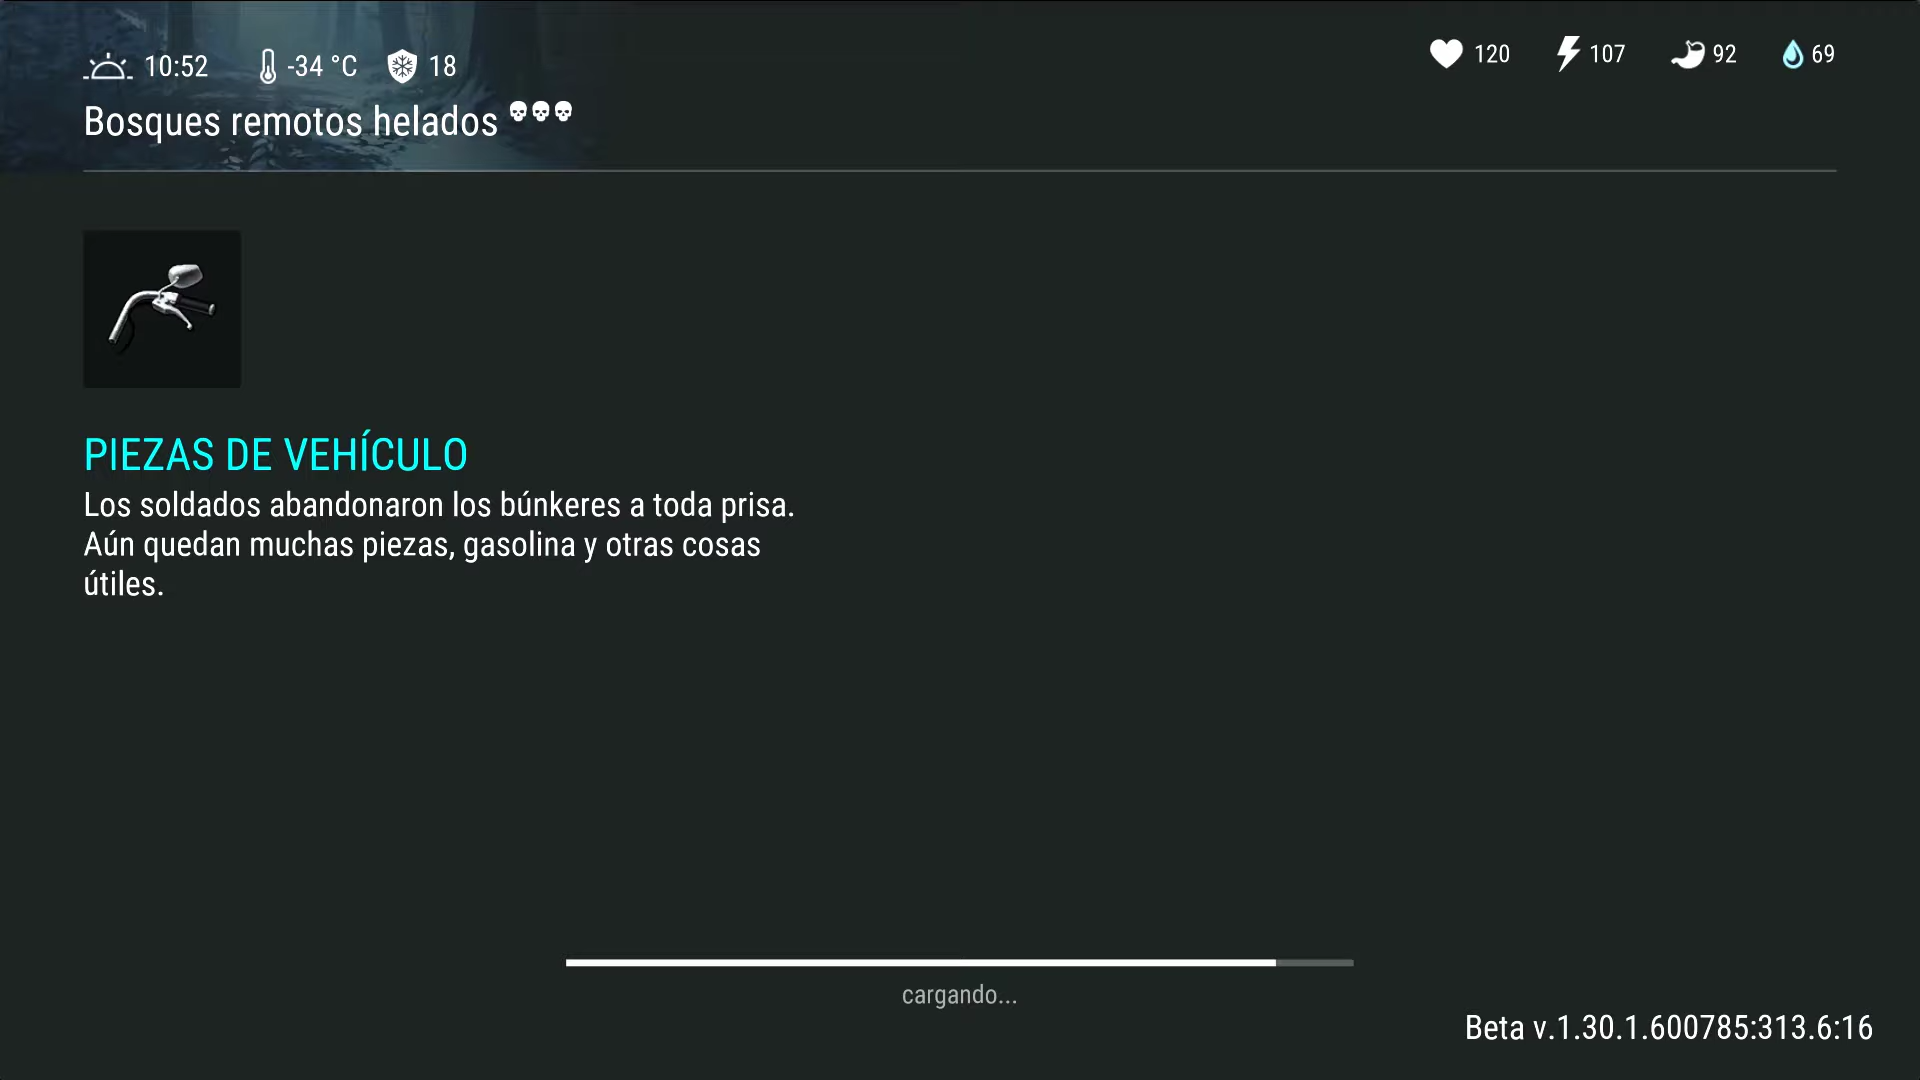 10:52 -34 °C 18
120 107 92 69
Bosques remotos helados
PIEZAS DE VEHÍCULO
Los soldados abandonaron los búnkeres a toda prisa.
Aún quedan muchas piezas, gasolina y otras cosas
útiles.
cargando...
Beta v.1.30.1.600785:313.6:16